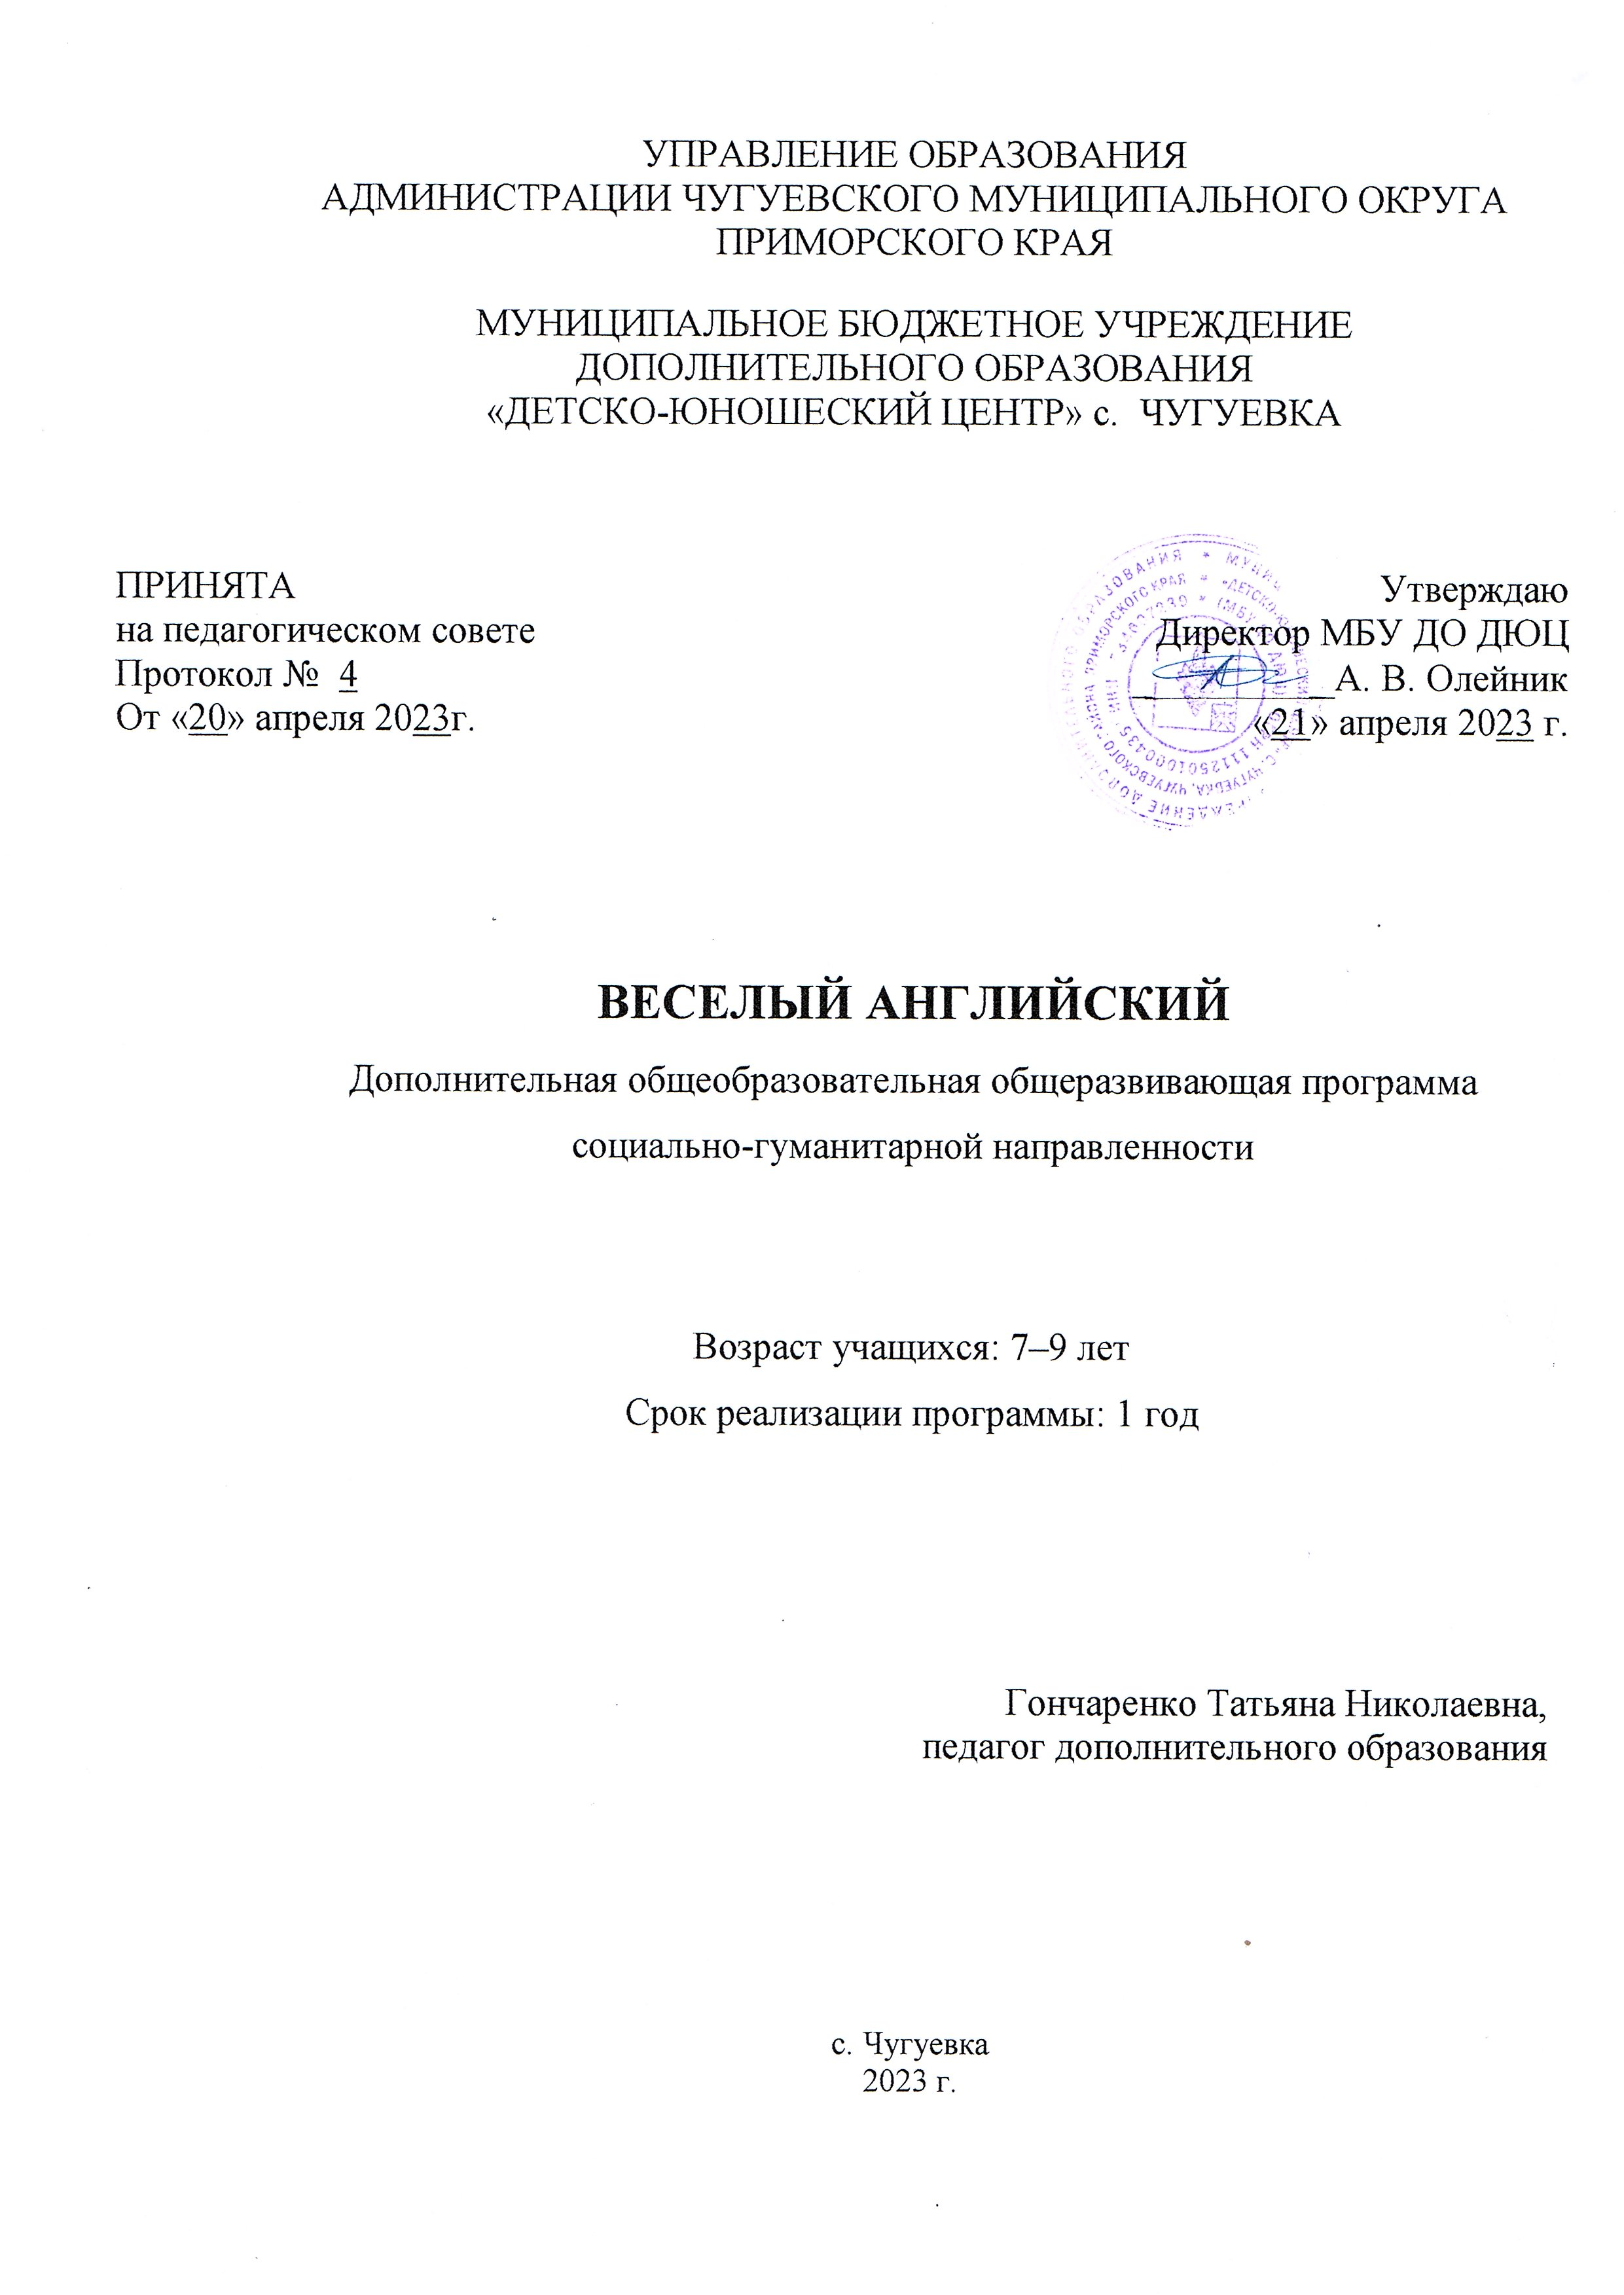 УПРАВЛЕНИЕ ОБРАЗОВАНИЯ
АДМИНИСТРАЦИИ ЧУГУЕВСКОГО МУНИЦИПАЛЬНОГО ОКРУГА
ПРИМОРСКОГО КРАЯ
МУНИЦИПАЛЬНОЕ БЮДЖЕТНОЕ УЧРЕЖДЕНИЕ
ДОПОЛНИТЕЛЬНОГО ОБРАЗОВАНИЯ
«ДЕТСКО-ЮНОШЕСКИЙ ЦЕНТР» с. ЧУГУЕВКА
ПРИНЯТА
на педагогическом совете
Протокол № 4
От «20» апреля 2023г.
Утверждаю
Директор МБУ ДО ДЮЦ
А. В. Олейник
«21» апреля 2023 г.
ВЕСЕЛЫЙ АНГЛИЙСКИЙ
Дополнительная общеобразовательная общеразвивающая программа
социально-гуманитарной направленности
Возраст учащихся: 7–9 лет
Срок реализации программы: 1 год
Гончаренко Татьяна Николаевна,
педагог дополнительного образования
с. Чугуевка
2023 г.